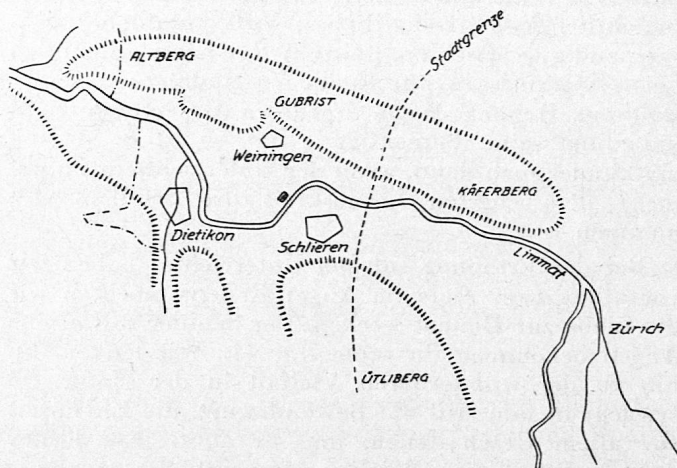 Stadtgrenze
ALTBERG
GUBRIST
Weiningen
KÄFERBERG
Dietikon
Schlieren
Limmat
Zürich
ÜTLIBERG